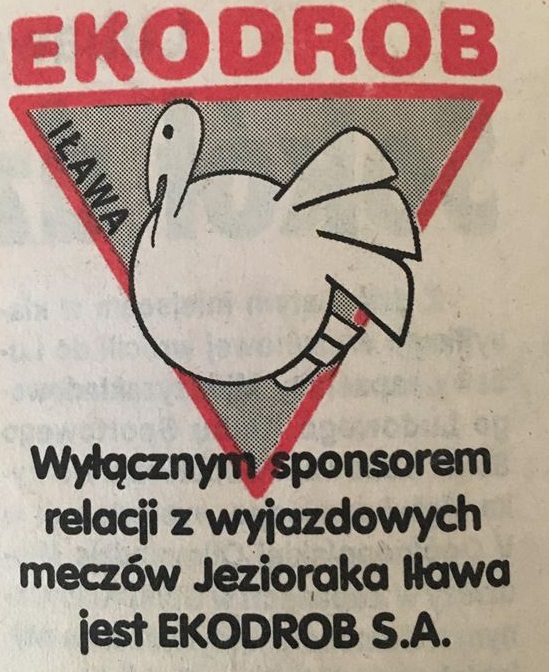 EKODROB
IŁAWA
Wyłącznym sponsorem
relacji z wyjazdowych
meczów Jezioraka Iława
jest EKODROB S.A.